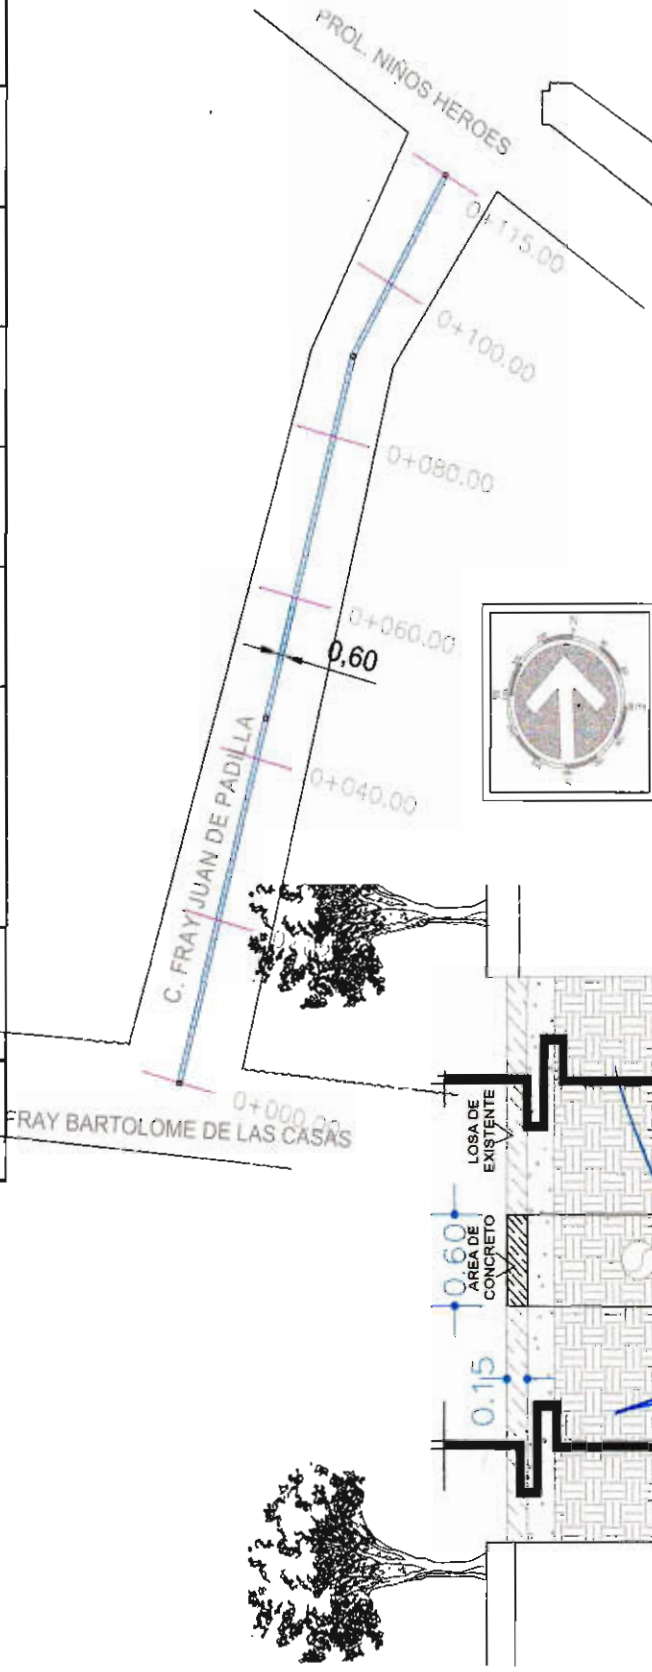 PROL. NIÑOS HEROES
0+115.00
0+100.00
0+080.00
0+060.00
0,60
0+040.00
C. FRAY JUAN DE PADILLA
N
0+000.00
FRAY BARTOLOME DE LAS CASAS
LOSA DE
EXISTENTE
0.60
AREA DE
CONCRETO
0.15